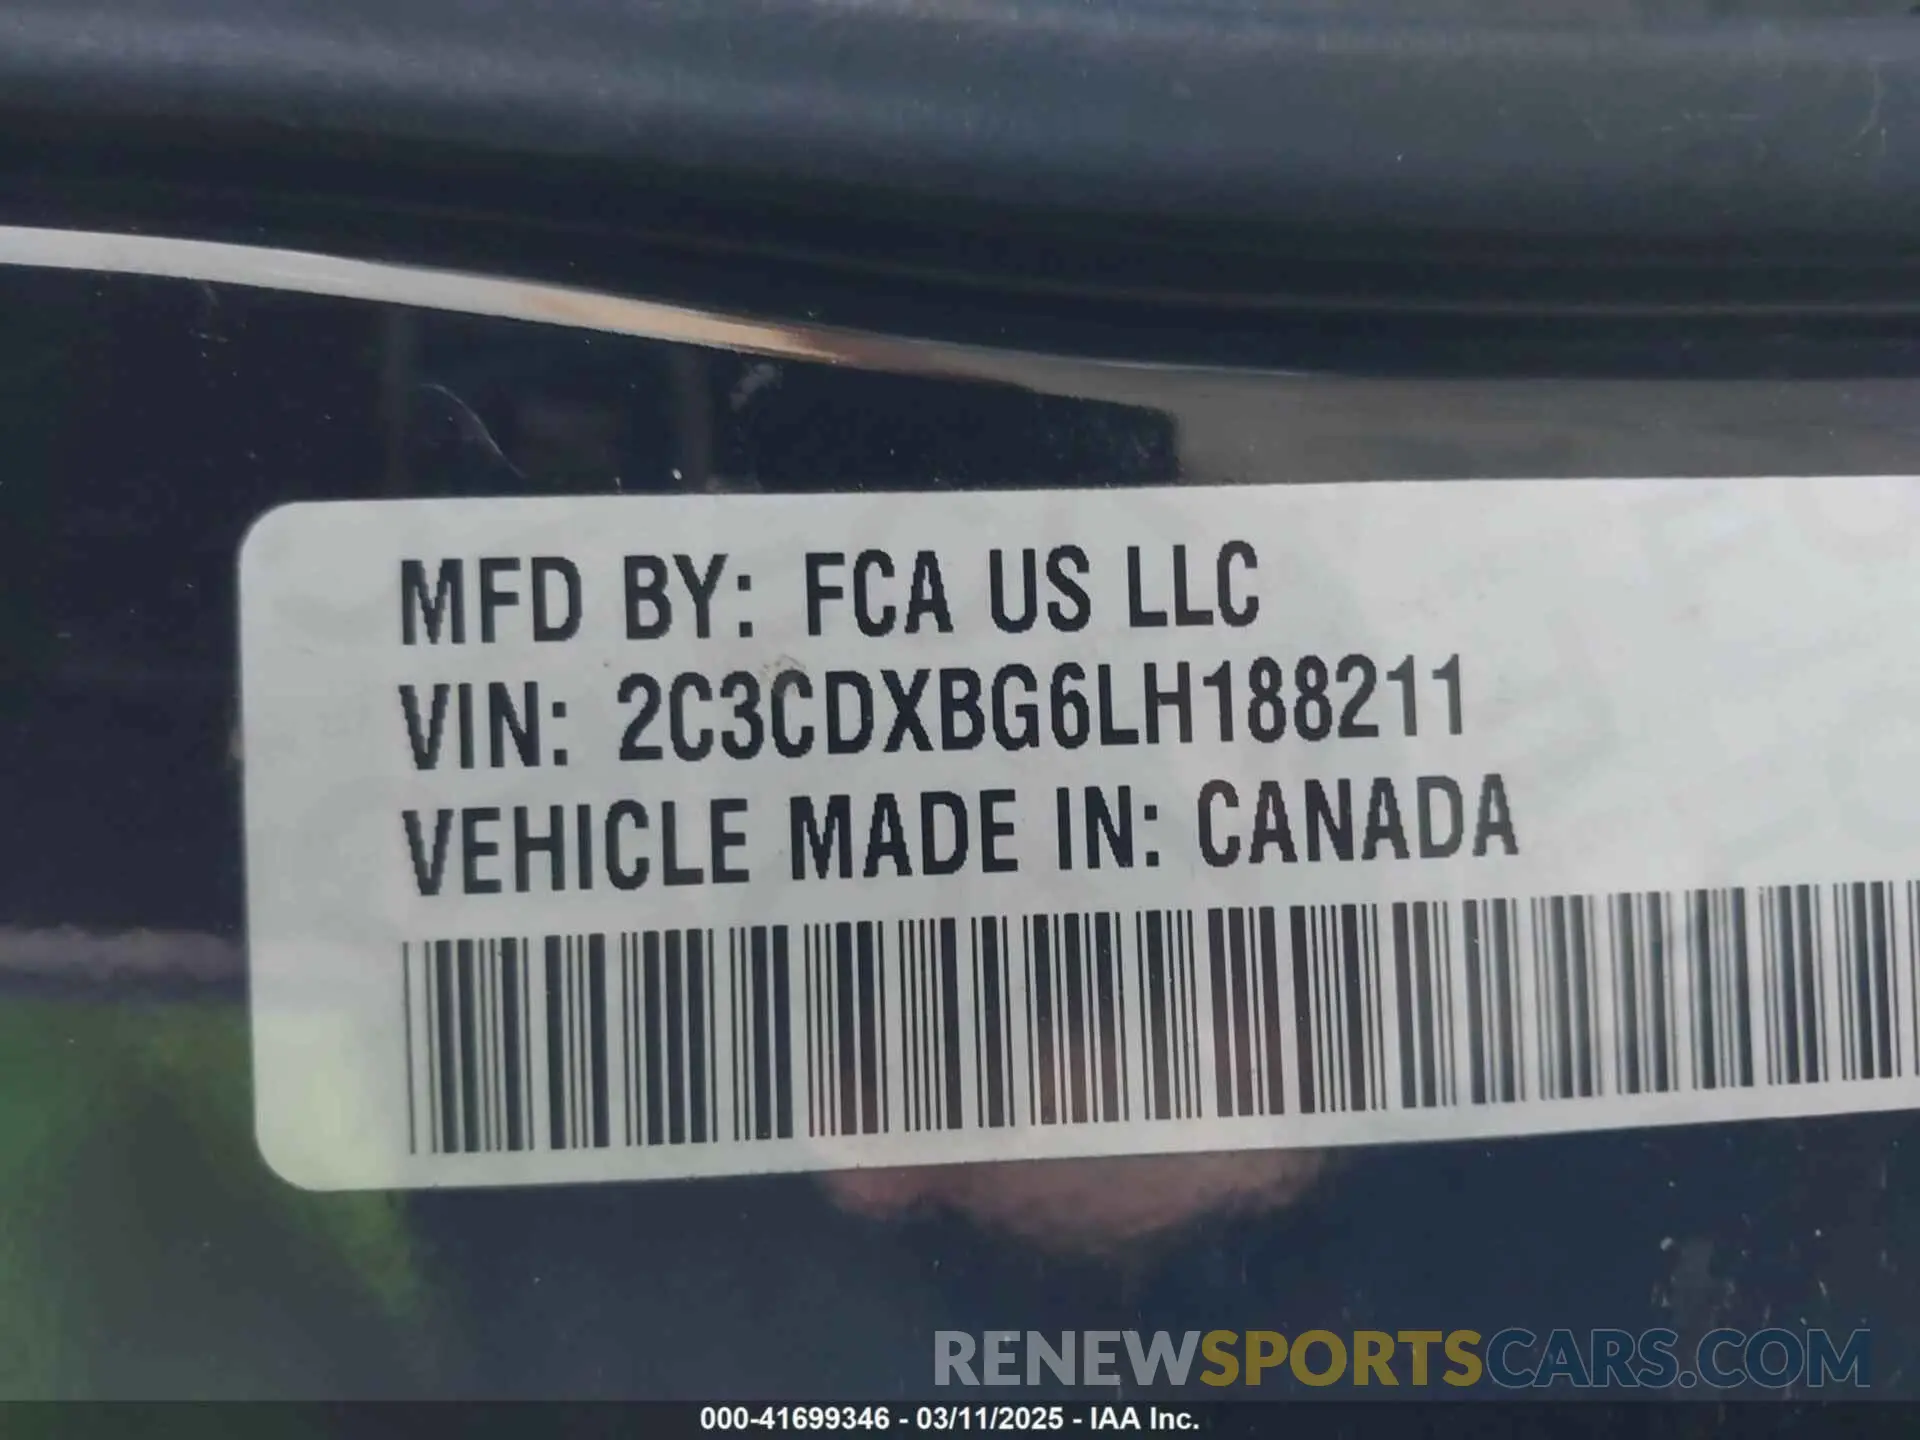 MFD BY: FCA US LLC
VIN: 2C3CDXBG6LH188211
VEHICLE MADE IN: CANADA
RENEWSPORTSCARS.COM
000-41699346 - 03/11/2025 - IAA Inc.